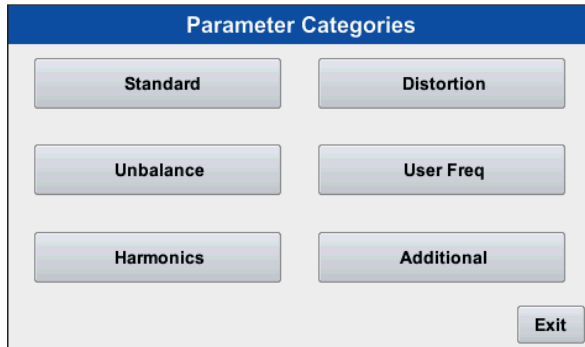 Parameter Categories
Standard
Distortion
Unbalance
User Freq
Harmonics
Additional
Exit